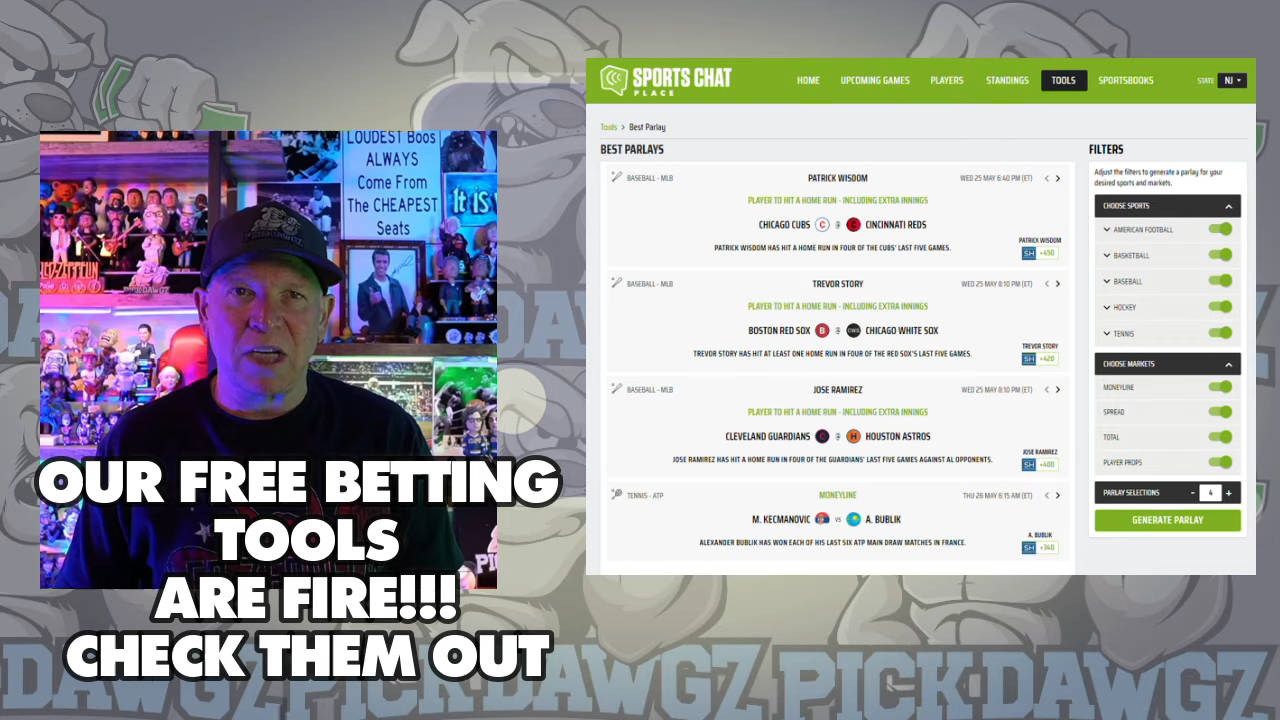 LOUDEST Boos
ALWAYS
Come From
The CHEAPEST
Seats
It is
LED-ZEPPELIN
PICKDAWGZ
OUR FREE BETTING
TOOLS
ARE FIRE!!!
CHECK THEM OUT
SPORTS CHAT
PLACE
HOME
UPCOMING GAMES
PLAYERS
STANDINGS
TOOLS
SPORTSBOOKS
STATE
NJ
Tools > Best Parlay
BEST PARLAYS
BASEBALL - MLB
PATRICK WISDOM
WED 25 MAY 6:40 PM (ET)
PLAYER TO HIT A HOME RUN - INCLUDING EXTRA INNINGS
CHICAGO CUBS C @ C CINCINNATI REDS
PATRICK WISDOM HAS HIT A HOME RUN IN FOUR OF THE CUBS' LAST FIVE GAMES.
PATRICK WISDOM
SH +450
BASEBALL - MLB
TREVOR STORY
WED 25 MAY 8:10 PM (ET)
PLAYER TO HIT A HOME RUN - INCLUDING EXTRA INNINGS
BOSTON RED SOX B @ CWS CHICAGO WHITE SOX
TREVOR STORY HAS HIT AT LEAST ONE HOME RUN IN FOUR OF THE RED SOX'S LAST FIVE GAMES.
TREVOR STORY
SH +420
BASEBALL - MLB
JOSE RAMIREZ
WED 25 MAY 8:10 PM (ET)
PLAYER TO HIT A HOME RUN - INCLUDING EXTRA INNINGS
CLEVELAND GUARDIANS C @ H HOUSTON ASTROS
JOSE RAMIREZ HAS HIT A HOME RUN IN FOUR OF THE GUARDIANS' LAST FIVE GAMES AGAINST AL OPPONENTS.
JOSE RAMIREZ
SH +400
TENNIS - ATP
MONEYLINE
THU 26 MAY 6:15 AM (ET)
M. KECMANOVIC VS A. BUBLIK
ALEXANDER BUBLIK HAS WON EACH OF HIS LAST SIX ATP MAIN DRAW MATCHES IN FRANCE.
A. BUBLIK
SH +340
FILTERS
Adjust the filters to generate a parlay for your
desired sports and markets.
CHOOSE SPORTS
AMERICAN FOOTBALL
BASKETBALL
BASEBALL
HOCKEY
TENNIS
CHOOSE MARKETS
MONEYLINE
SPREAD
TOTAL
PLAYER PROPS
PARLAY SELECTIONS - 4 +
GENERATE PARLAY
DAWGZ PICKDAWGZ PICKDAWGZ